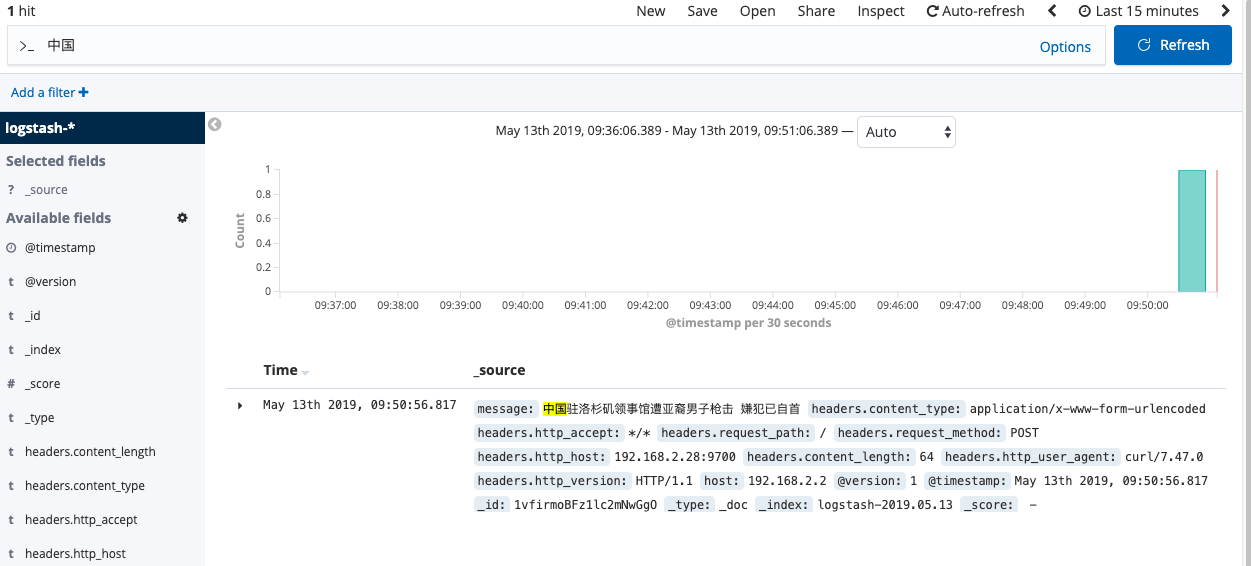 1 hit
New Save Open Share Inspect Auto-refresh Last 15 minutes
>_ 中国 Options Refresh
Add a filter +
logstash-*
Selected fields
? _source
Available fields
@timestamp
t @version
t _id
t _index
# _score
t _type
t headers.content_length
t headers.content_type
t headers.http_accept
t headers.http_host
May 13th 2019, 09:36:06.389 - May 13th 2019, 09:51:06.389 — Auto
Count
1
0.8
0.6
0.4
0.2
0
09:37:00 09:38:00 09:39:00 09:40:00 09:41:00 09:42:00 09:43:00 09:44:00 09:45:00 09:46:00 09:47:00 09:48:00 09:49:00 09:50:00
@timestamp per 30 seconds
Time _source
May 13th 2019, 09:50:56.817 message: 中国驻洛杉矶领事馆遭亚裔男子枪击 嫌犯已自首 headers.content_type: application/x-www-form-urlencoded
headers.http_accept: */* headers.request_path: / headers.request_method: POST
headers.http_host: 192.168.2.28:9700 headers.content_length: 64 headers.http_user_agent: curl/7.47.0
headers.http_version: HTTP/1.1 host: 192.168.2.2 @version: 1 @timestamp: May 13th 2019, 09:50:56.817
_id: 1vfirmoBFz1lc2mNwGgO _type: _doc _index: logstash-2019.05.13 _score: -